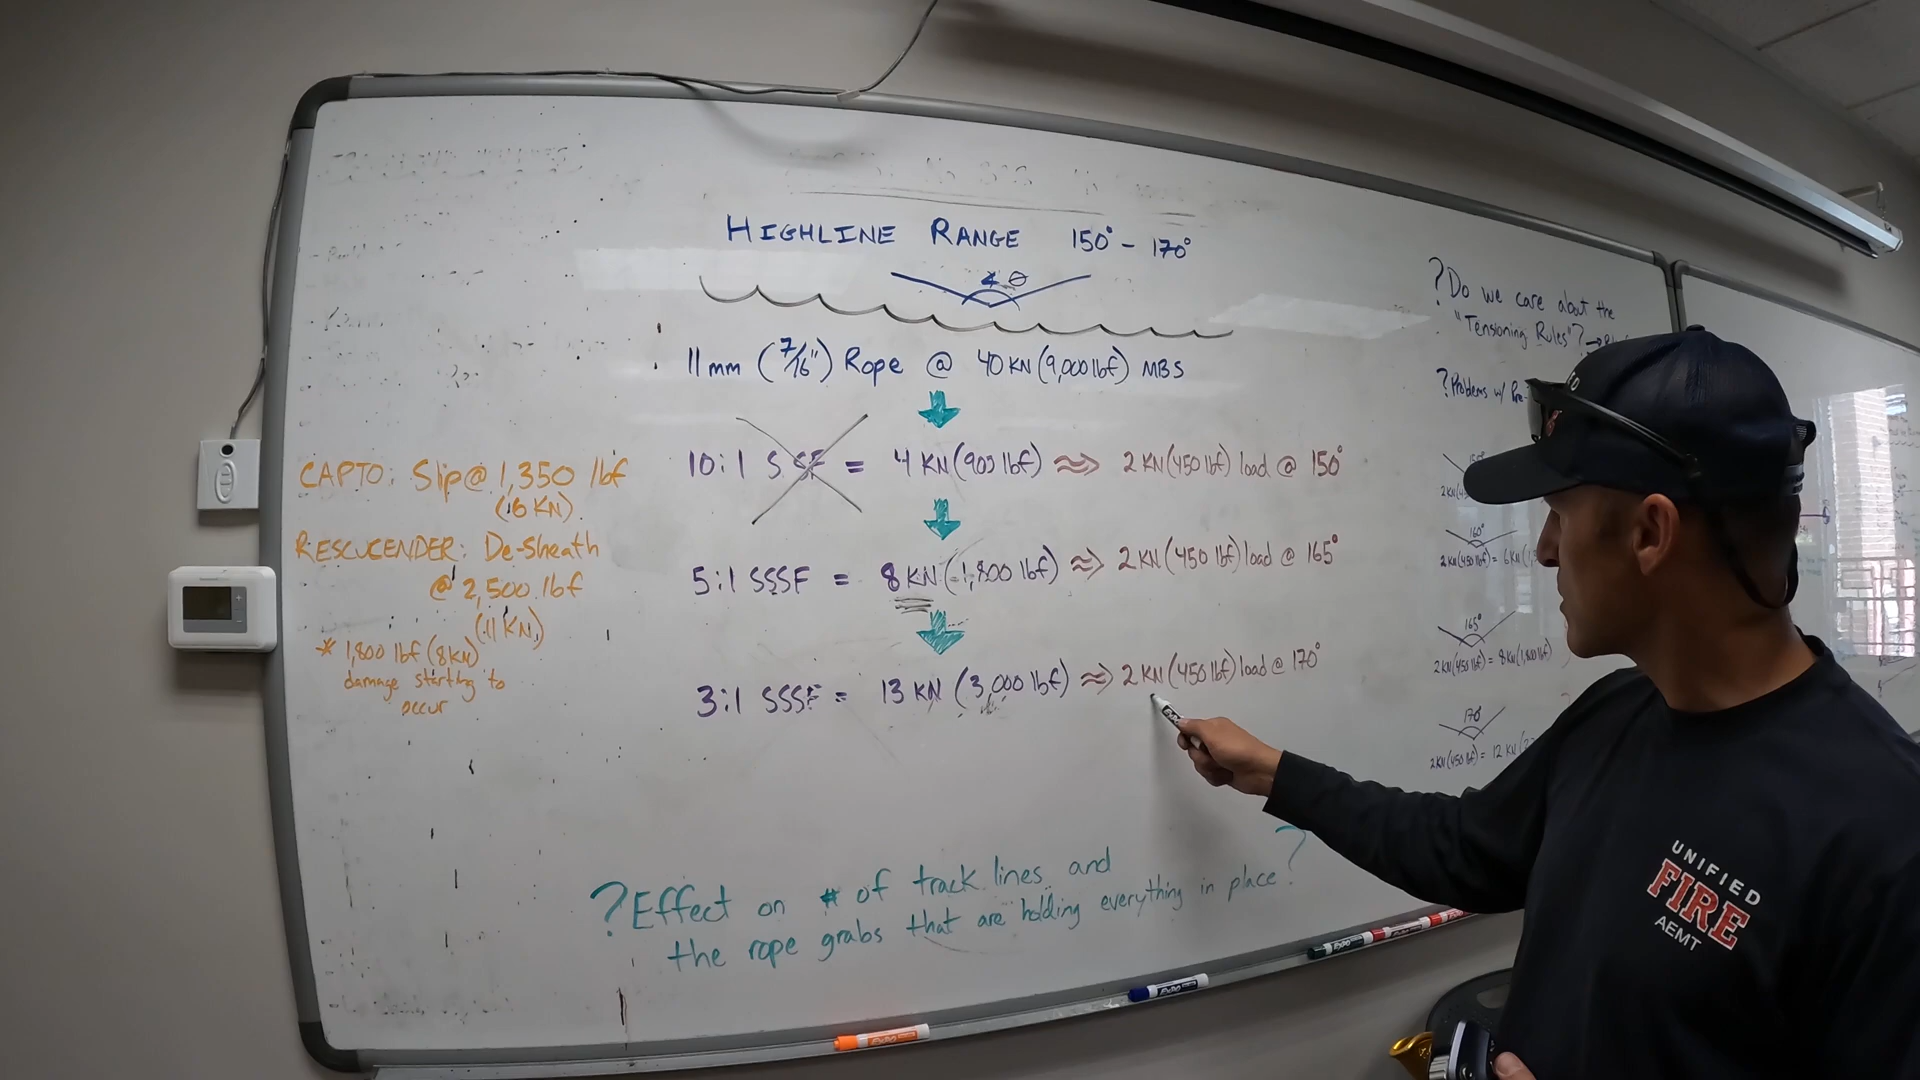 HIGHLINE RANGE 150° - 170°
∡ θ
11mm (7/16") Rope @ 40 KN (9,000 lbf) MBS
10:1 SSSF = 4 KN (900 lbf) ≈> 2 KN (450 lbf) load @ 150°
5:1 SSSF = 8 KN (1,800 lbf) ≈> 2 KN (450 lbf) load @ 165°
3:1 SSSF = 13 KN (3,000 lbf) ≈> 2 KN (450 lbf) load @ 170°
CAPTO: Slip @ 1,350 lbf
(6 KN)
RESCUCENDER: De-Sheath
@ 2,500 lbf
(11 KN)
* 1,800 lbf (8 KN)
damage starting to
occur
? Effect on # of track lines and
the rope grabs that are holding everything in place?
? Do we care about the
"Tensioning Rules"? →
? Problems w/
155°
2 KN
160°
2 KN (450 lbf) = 6 KN
165°
2 KN (450 lbf) = 8 KN (1,800 lbf)
170°
2 KN (450 lbf) = 12 KN
UNIFIED
FIRE
AEMT
EXPO
EXPO
EXPO